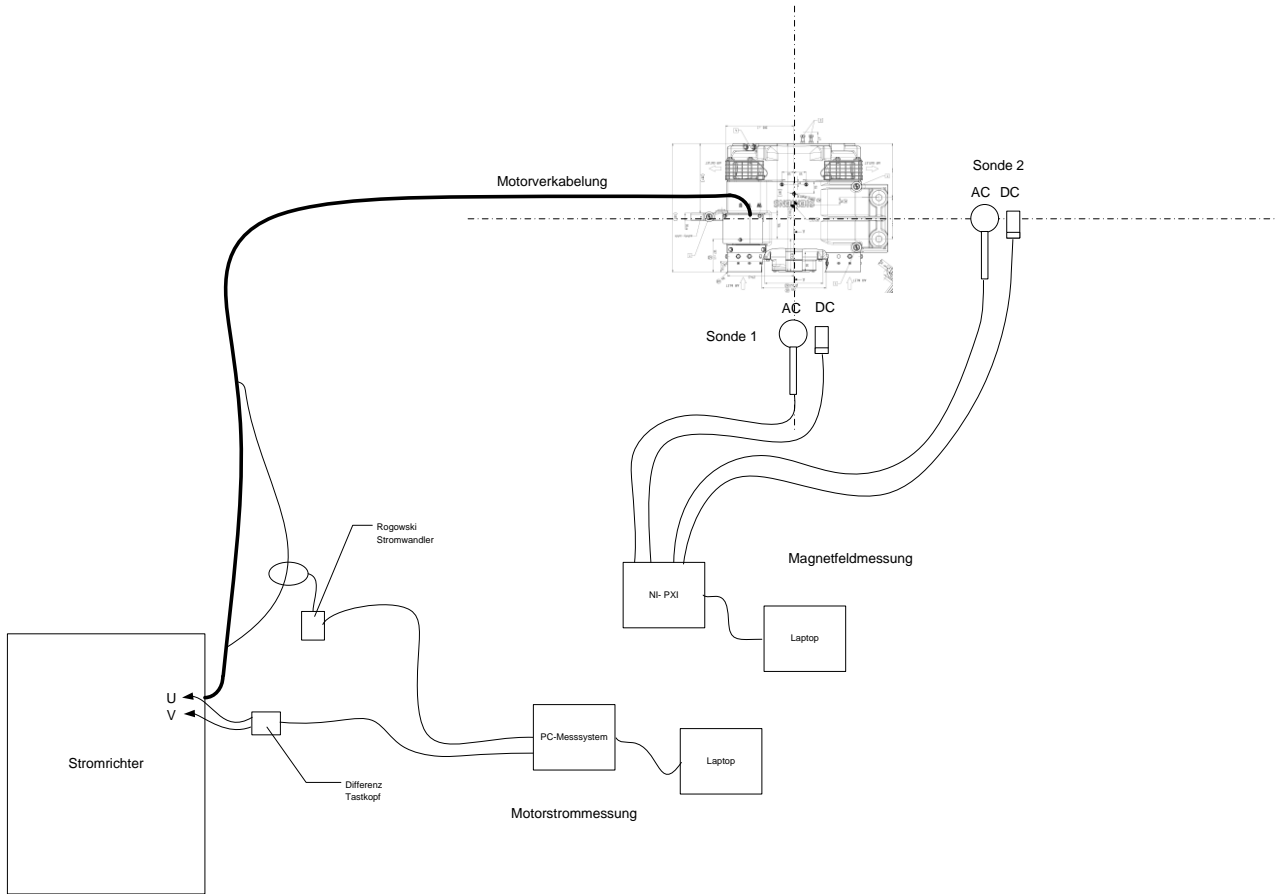 Sonde 2
AC DC
Motorverkabelung
AC DC
Sonde 1
Rogowski
Stromwandler
Magnetfeldmessung
NI- PXI
Laptop
U
V
PC-Messsystem
Stromrichter
Laptop
Differenz
Tastkopf
Motorstrommessung